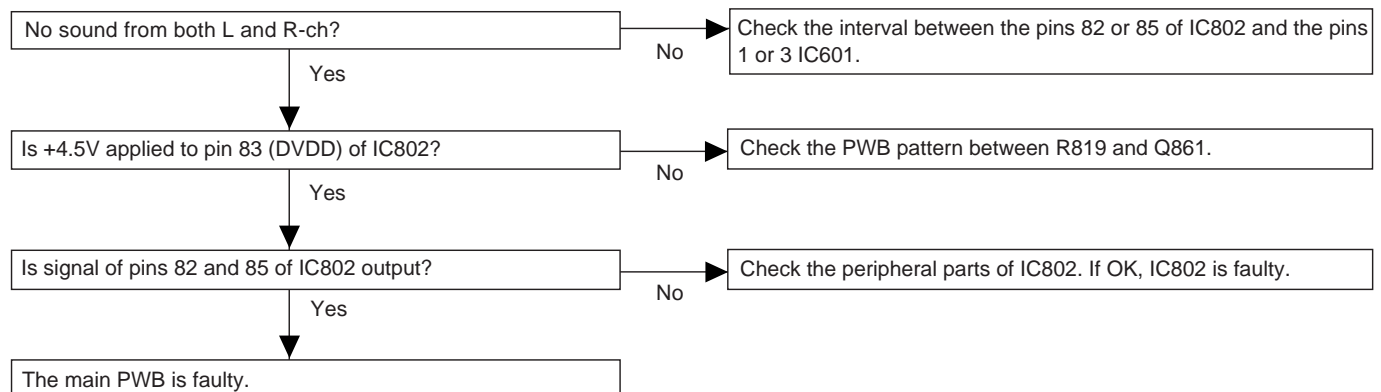 No sound from both L and R-ch?
No
Check the interval between the pins 82 or 85 of IC802 and the pins
1 or 3 IC601.
Yes
Is +4.5V applied to pin 83 (DVDD) of IC802?
No
Check the PWB pattern between R819 and Q861.
Yes
Is signal of pins 82 and 85 of IC802 output?
No
Check the peripheral parts of IC802. If OK, IC802 is faulty.
Yes
The main PWB is faulty.